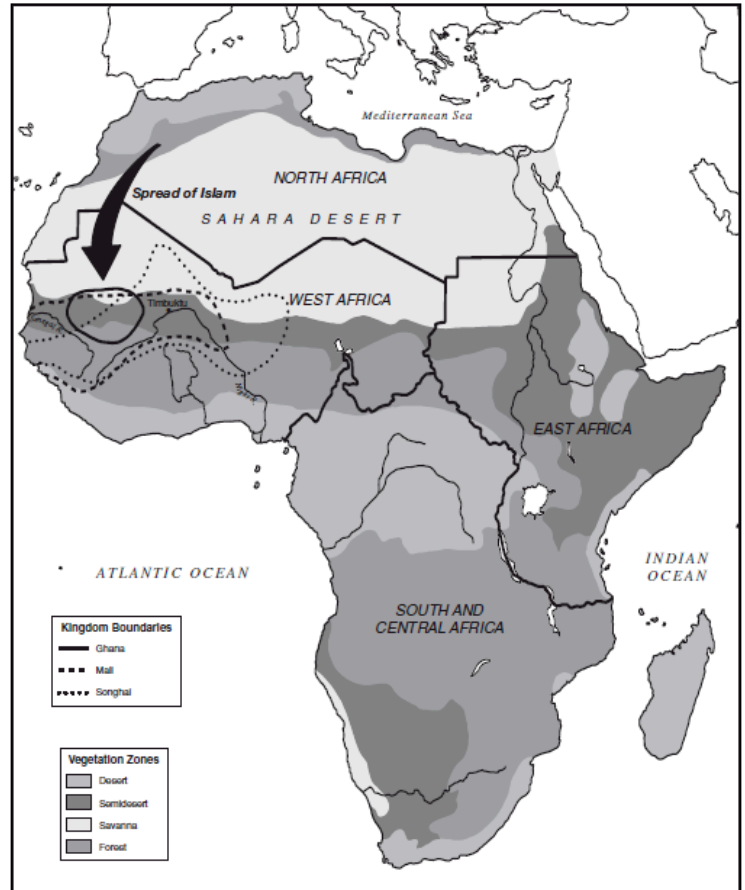 Mediterranean Sea
NORTH AFRICA
Spread of Islam
SAHARA DESERT
WEST AFRICA
Timbuktu
EAST AFRICA
ATLANTIC OCEAN
INDIAN
OCEAN
SOUTH AND
CENTRAL AFRICA
Kingdom Boundaries
Ghana
Mali
Songhai
Vegetation Zones
Desert
Semidesert
Savanna
Forest